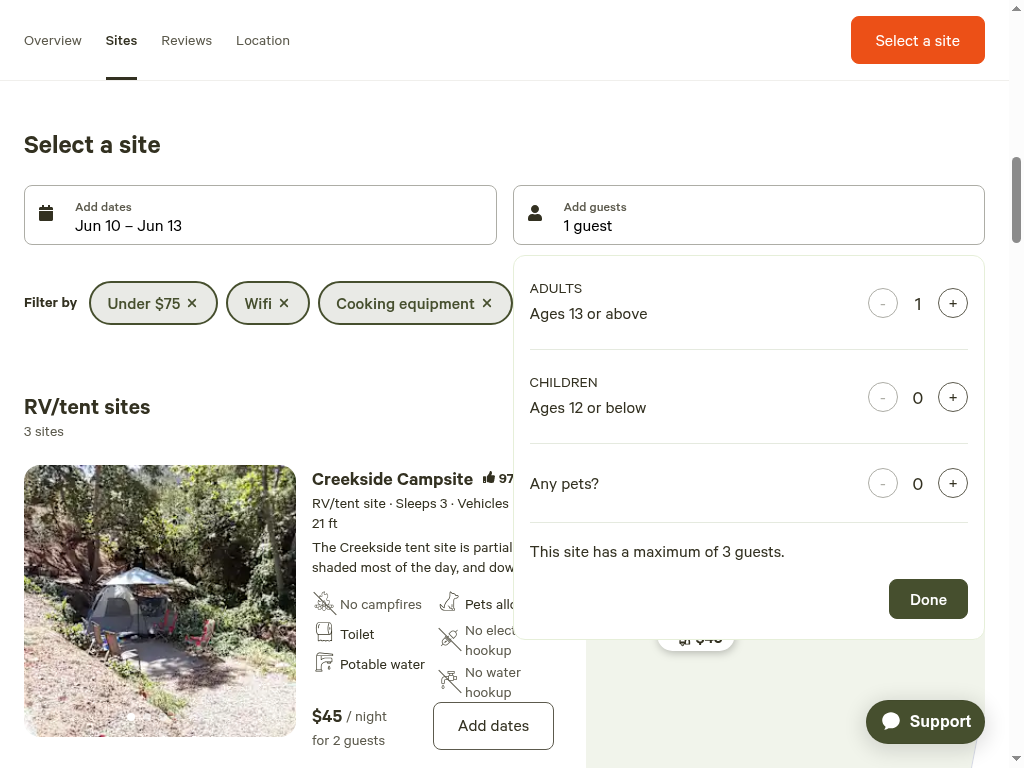 Overview Sites Reviews Location
Select a site
Select a site
Add dates
Jun 10 – Jun 13
Add guests
1 guest
Filter by
Under $75 ✕
Wifi ✕
Cooking equipment ✕
ADULTS
Ages 13 or above
- 1 +
CHILDREN
Ages 12 or below
- 0 +
Any pets?
- 0 +
This site has a maximum of 3 guests.
Done
RV/tent sites
3 sites
Creekside Campsite 97
RV/tent site · Sleeps 3 · Vehicles
21 ft
The Creekside tent site is partial
shaded most of the day, and dow
No campfires
Pets allo
Toilet
No elect
hookup
Potable water
No water
hookup
$45 / night
for 2 guests
Add dates
$45
Support